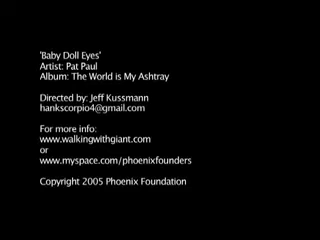 'Baby Doll Eyes'
Artist: Pat Paul
Album: The World is My Ashtray
Directed by: Jeff Kussmann
hankscorpio4@gmail.com
For more info:
www.walkingwithgiant.com
or
www.myspace.com/phoenixfounders
Copyright 2005 Phoenix Foundation